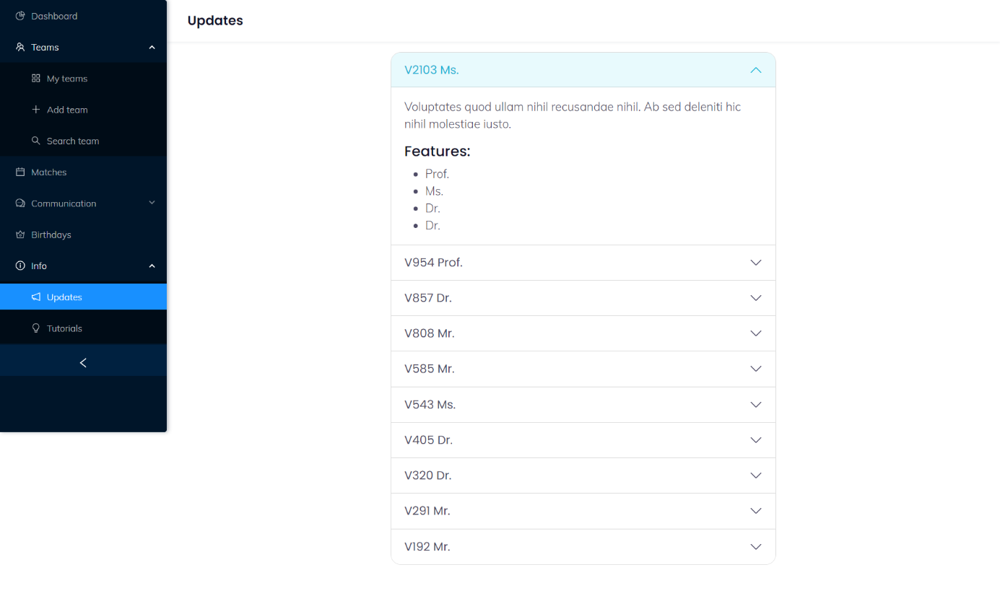 Dashboard
Teams
My teams
Add team
Search team
Matches
Communication
Birthdays
Info
Updates
Tutorials
Updates
V2103 Ms.
Voluptates quod ullam nihil recusandae nihil. Ab sed deleniti hic
nihil molestiae iusto.
Features:
Prof.
Ms.
Dr.
Dr.
V954 Prof.
V857 Dr.
V808 Mr.
V585 Mr.
V543 Ms.
V405 Dr.
V320 Dr.
V291 Mr.
V192 Mr.